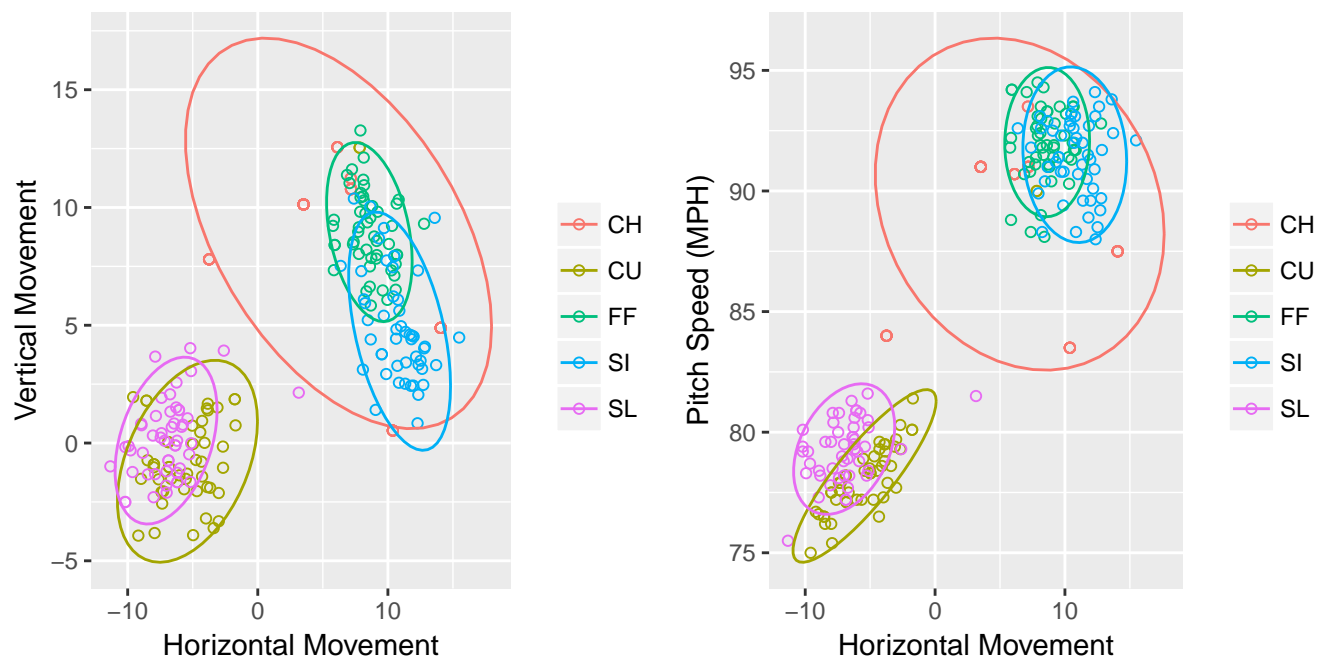 15
10
5
0
−5
−10 0 10
Horizontal Movement
Vertical Movement
CH
CU
FF
SI
SL
95
90
85
80
75
−10 0 10
Horizontal Movement
Pitch Speed (MPH)
CH
CU
FF
SI
SL